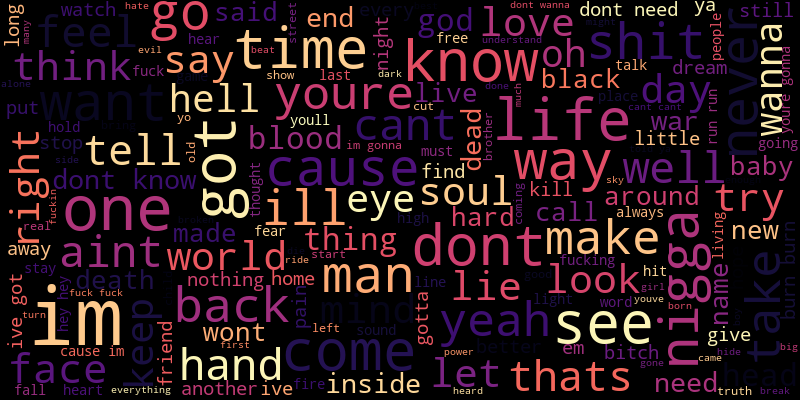 watch hate go said end every god love dont wanna dont need ya still
long many feel hear street night free oh understand might people
think evil fuck say time beat show last dark know black talk dream youre gonna
want hell youre live cut done place day never wanna
put yo youll cant much shit cant cant run run
hold stop tell got old blood im gonna must dead brother life war little going
right side dont know cause find way well baby
real fuckin one thought ill eye soul kill sky around try
made fear high hard coming call always new
away aint world thing dont make fucking nigga living burn burn
stay death nothing home ride start man line lie look hit name take
ive got hey hey fuck fuck im back pain mind gotta light word girl youve born
turn keep wont left sound yeah see give
cause im friend first come power better em bitch gone came hide big
face hand inside let thats need head
fall heart everything another ive fire heard truth break
alone